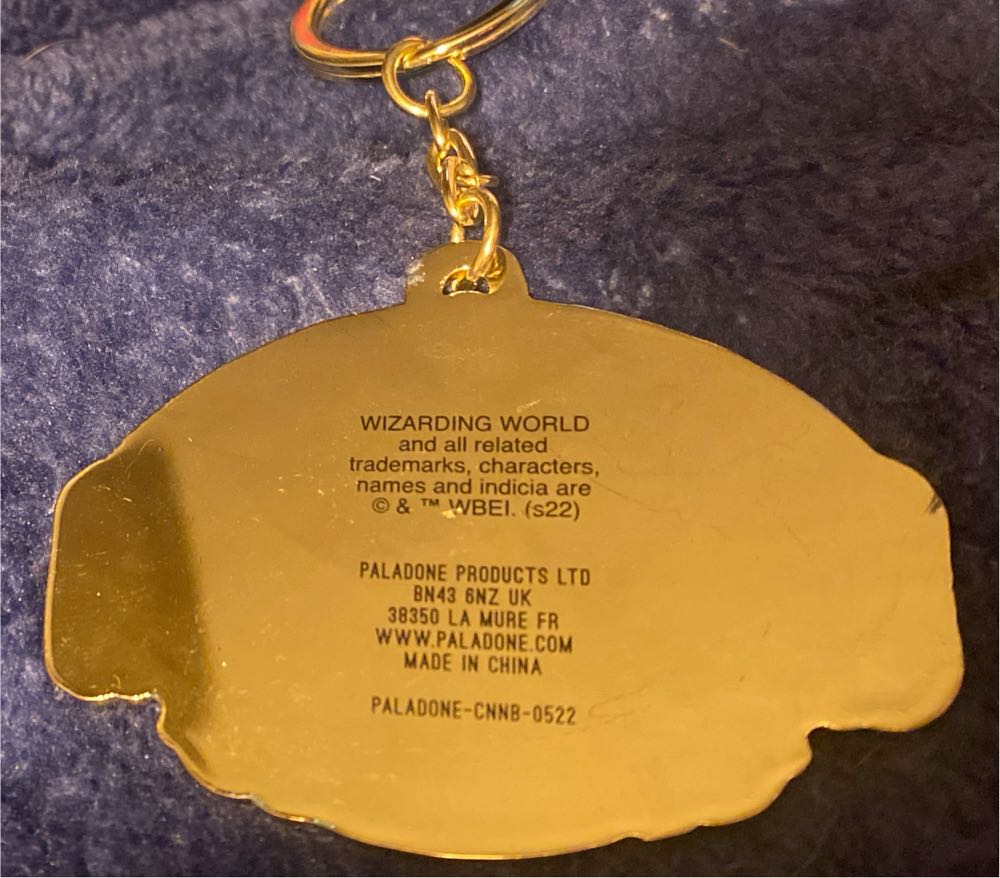 WIZARDING WORLD
and all related
trademarks, characters,
names and indicia are
© & ™ WBEI. (s22)
PALADONE PRODUCTS LTD
BN43 6NZ UK
38350 LA MURE FR
WWW.PALADONE.COM
MADE IN CHINA
PALADONE-CNNB-0522